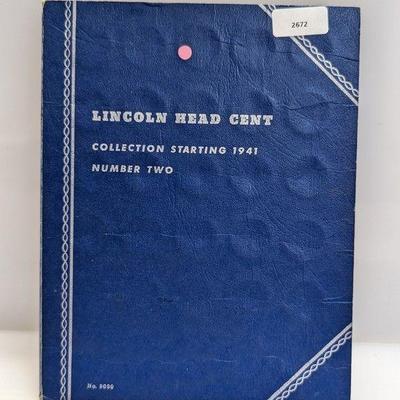 2672
LINCOLN HEAD CENT
COLLECTION STARTING 1941
NUMBER TWO
No. 9030